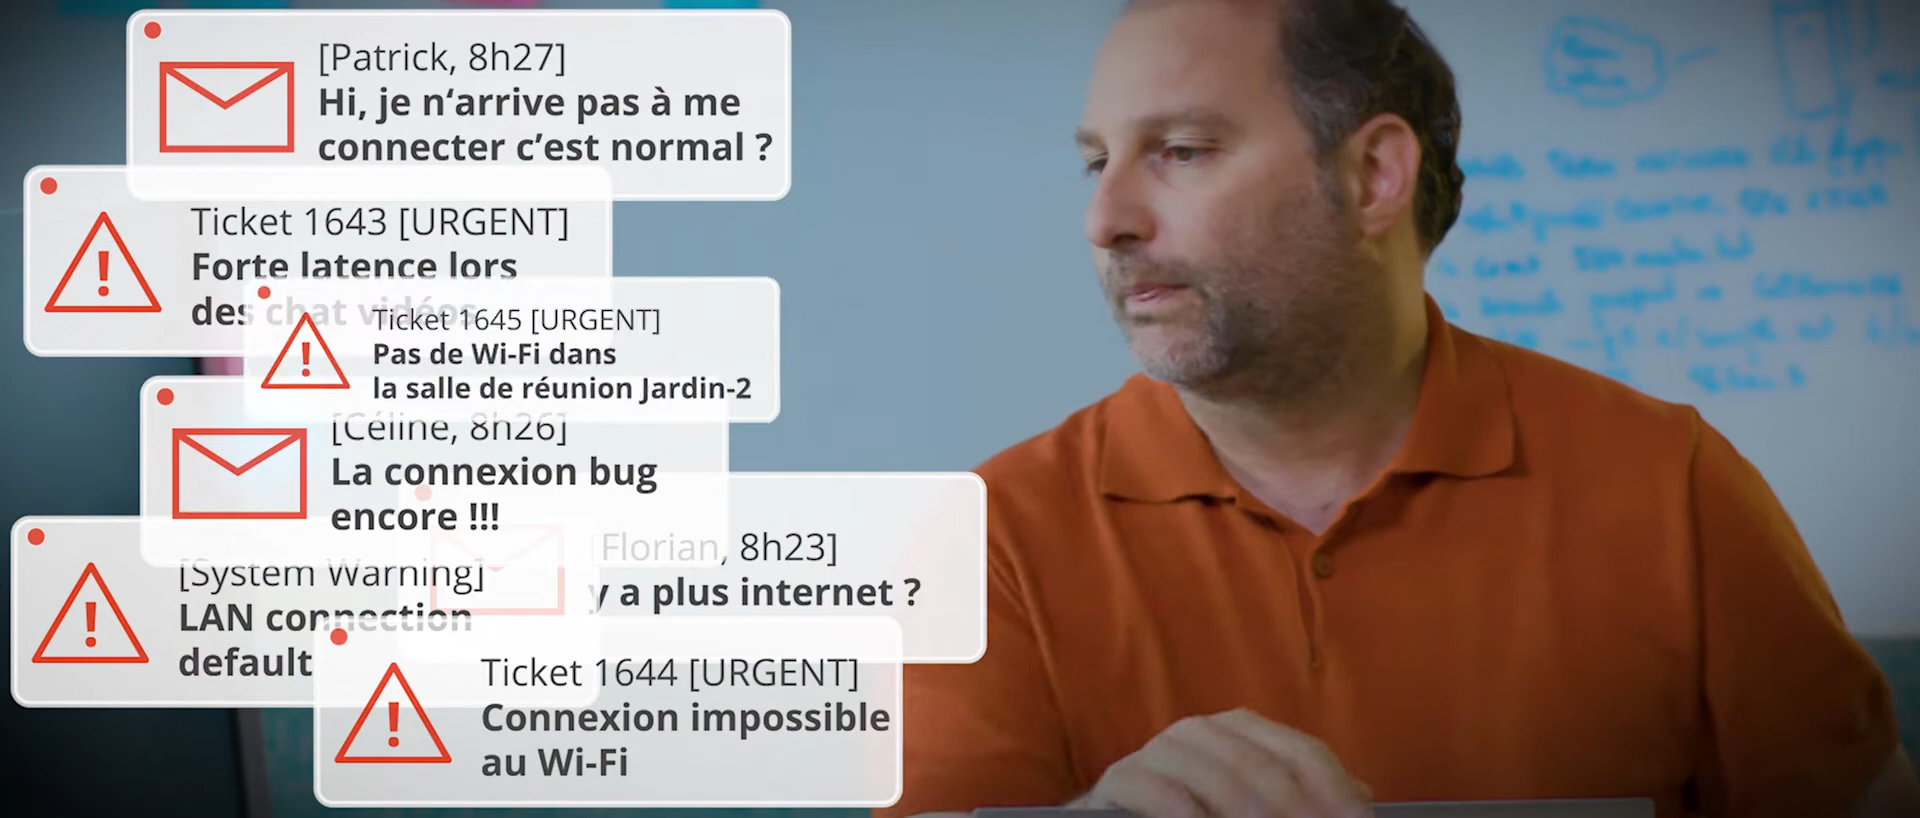 [Patrick, 8h27]
Hi, je n‘arrive pas à me
connecter c’est normal ?
Ticket 1643 [URGENT]
Forte latence lors
des chat vidéos
Ticket 1645 [URGENT]
Pas de Wi-Fi dans
la salle de réunion Jardin-2
[Céline, 8h26]
La connexion bug
encore !!!
[Florian, 8h23]
y a plus internet ?
[System Warning]
LAN connection
default
Ticket 1644 [URGENT]
Connexion impossible
au Wi-Fi